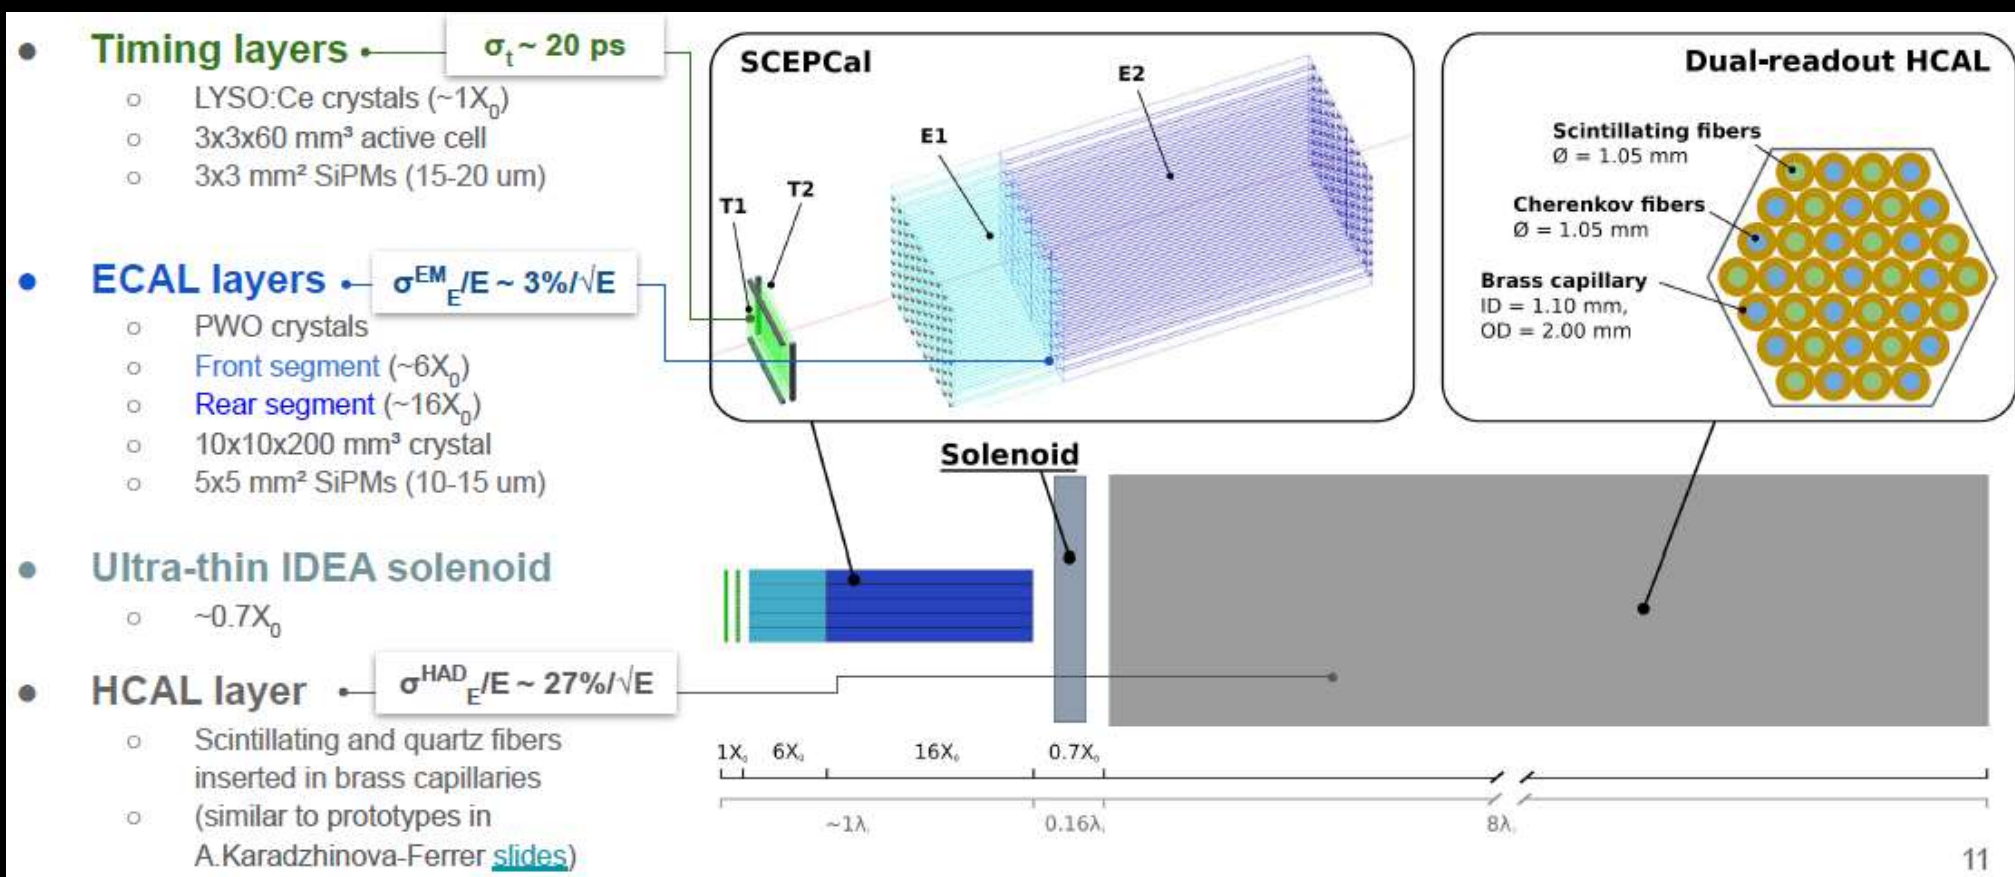 Timing layers
σt ~ 20 ps
LYSO:Ce crystals (~1X0)
3x3x60 mm³ active cell
3x3 mm² SiPMs (15-20 um)
ECAL layers
σEME/E ~ 3%/√E
PWO crystals
Front segment (~6X0)
Rear segment (~16X0)
10x10x200 mm³ crystal
5x5 mm² SiPMs (10-15 um)
Ultra-thin IDEA solenoid
~0.7X0
HCAL layer
σHADE/E ~ 27%/√E
Scintillating and quartz fibers
inserted in brass capillaries
(similar to prototypes in
A.Karadzhinova-Ferrer slides)
SCEPCal
T1
T2
E1
E2
Dual-readout HCAL
Scintillating fibers
Ø = 1.05 mm
Cherenkov fibers
Ø = 1.05 mm
Brass capillary
ID = 1.10 mm,
OD = 2.00 mm
Solenoid
1X0 6X0 16X0 0.7X0
~1λI 0.16λI 8λI
11